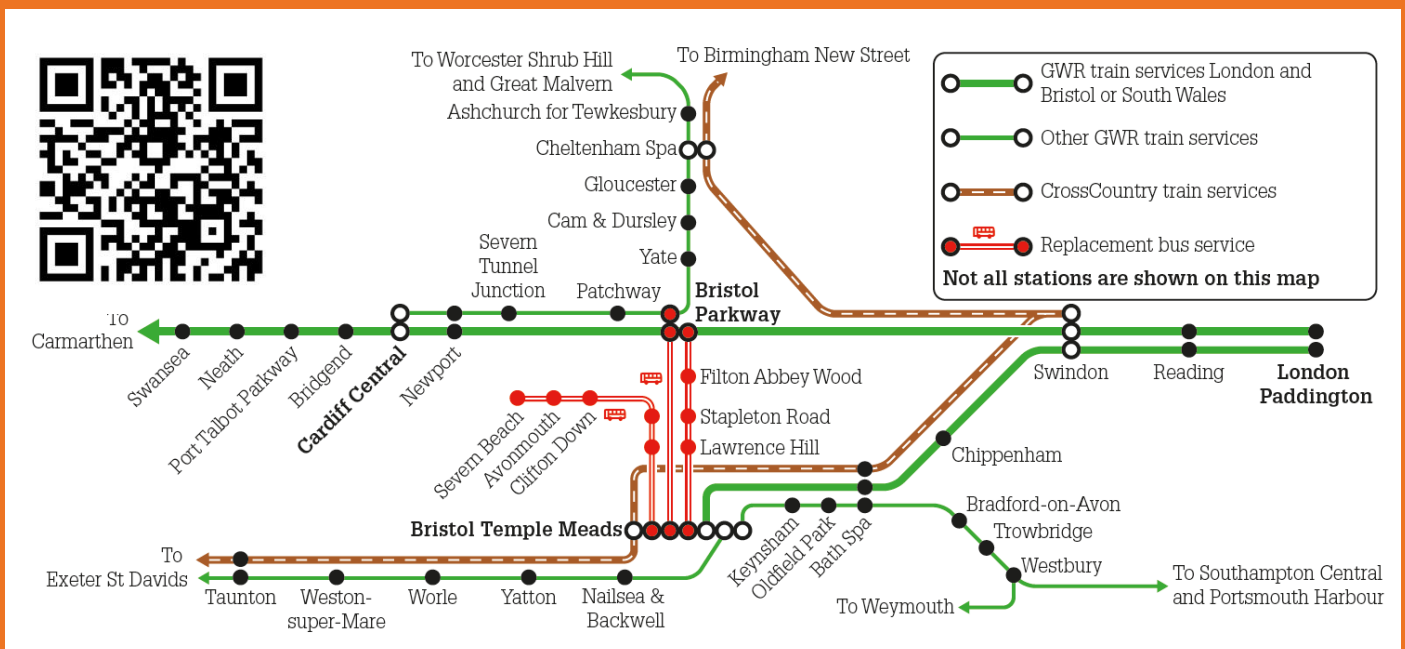 To Worcester Shrub Hill
and Great Malvern
To Birmingham New Street
Ashchurch for Tewkesbury
Cheltenham Spa
Gloucester
Cam & Dursley
Yate
Severn
Tunnel
Junction
Patchway
Bristol
Parkway
GWR train services London and
Bristol or South Wales
Other GWR train services
CrossCountry train services
Replacement bus service
Not all stations are shown on this map
To
Carmarthen
Swansea
Neath
Port Talbot Parkway
Bridgend
Cardiff Central
Newport
Filton Abbey Wood
Stapleton Road
Lawrence Hill
Swindon
Reading
London
Paddington
Severn Beach
Avonmouth
Clifton Down
Chippenham
Bristol Temple Meads
Keynsham
Oldfield Park
Bath Spa
Bradford-on-Avon
Trowbridge
Westbury
To Southampton Central
and Portsmouth Harbour
To Weymouth
To
Exeter St Davids
Taunton
Weston-
super-Mare
Worle
Yatton
Nailsea &
Backwell